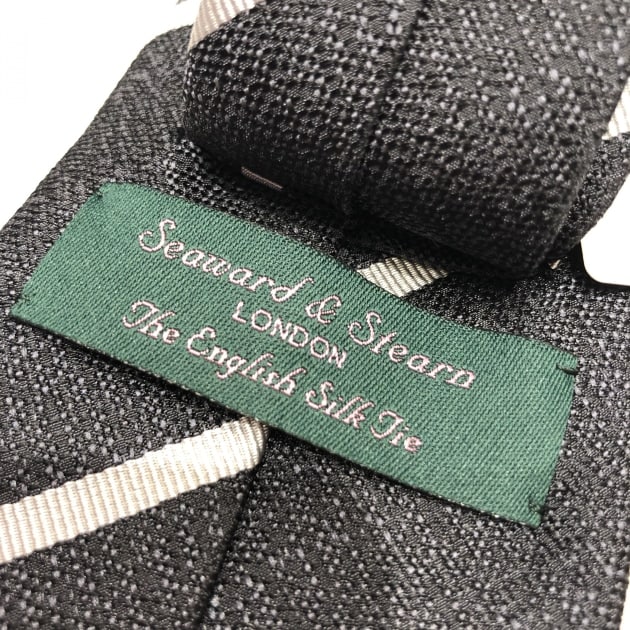 Seaward & Stearn
LONDON
The English Silk Tie